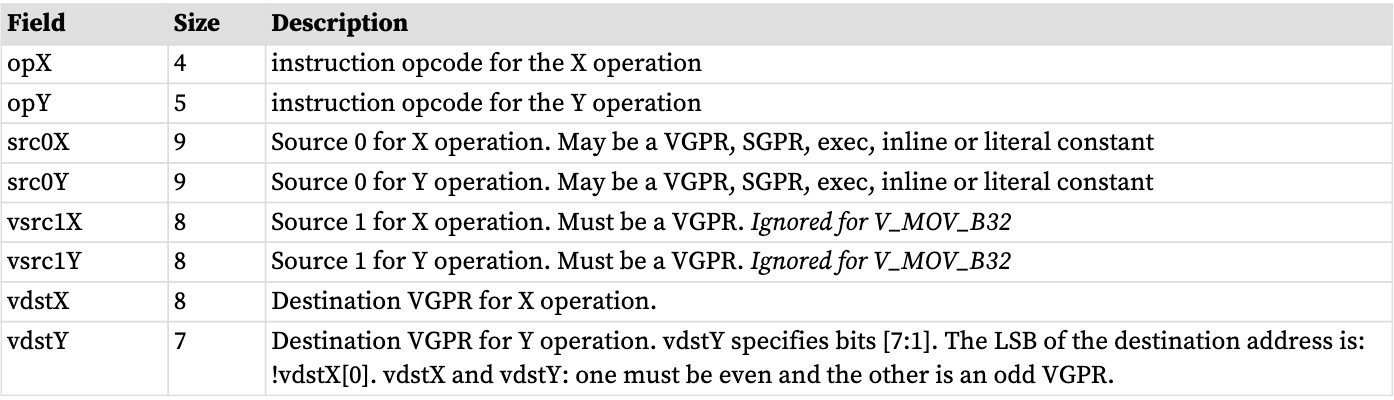 Field Size Description
opX 4 instruction opcode for the X operation
opY 5 instruction opcode for the Y operation
src0X 9 Source 0 for X operation. May be a VGPR, SGPR, exec, inline or literal constant
src0Y 9 Source 0 for Y operation. May be a VGPR, SGPR, exec, inline or literal constant
vsrc1X 8 Source 1 for X operation. Must be a VGPR. Ignored for V_MOV_B32
vsrc1Y 8 Source 1 for Y operation. Must be a VGPR. Ignored for V_MOV_B32
vdstX 8 Destination VGPR for X operation.
vdstY 7 Destination VGPR for Y operation. vdstY specifies bits [7:1]. The LSB of the destination address is:
!vdstX[0]. vdstX and vdstY: one must be even and the other is an odd VGPR.